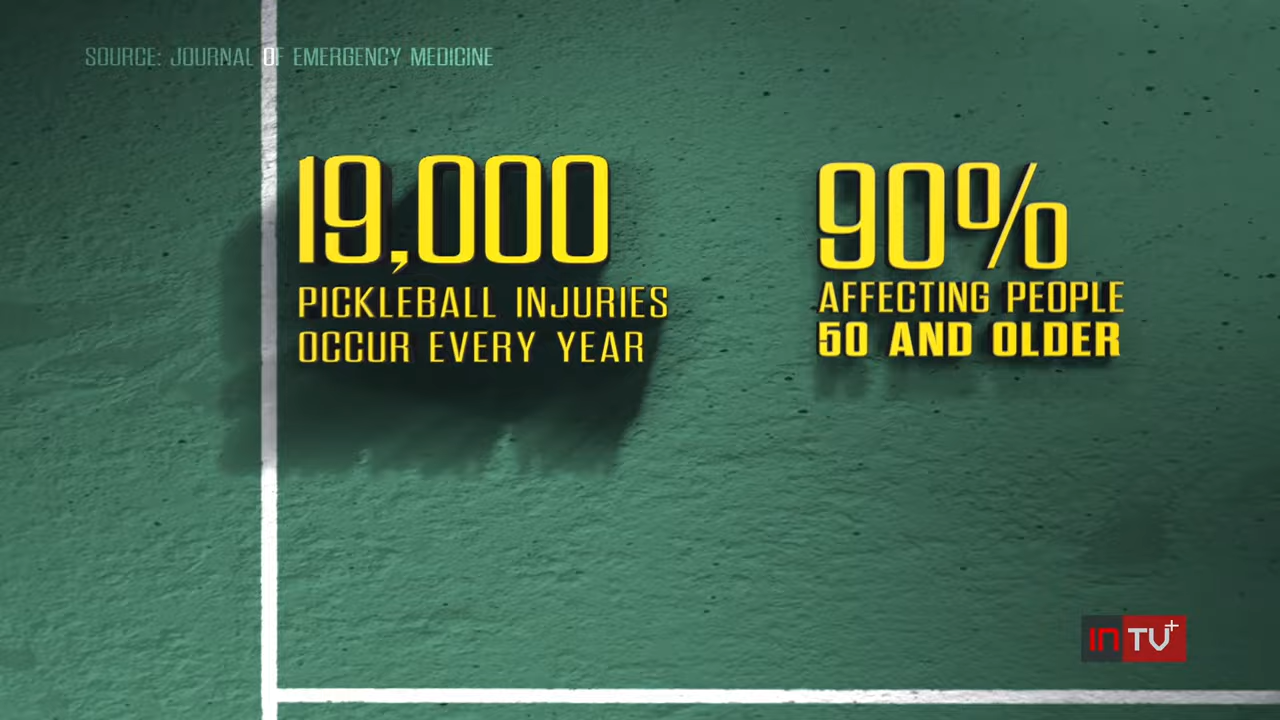 SOURCE: JOURNAL OF EMERGENCY MEDICINE
19,000
PICKLEBALL INJURIES
OCCUR EVERY YEAR
90%
AFFECTING PEOPLE
50 AND OLDER
INTV+